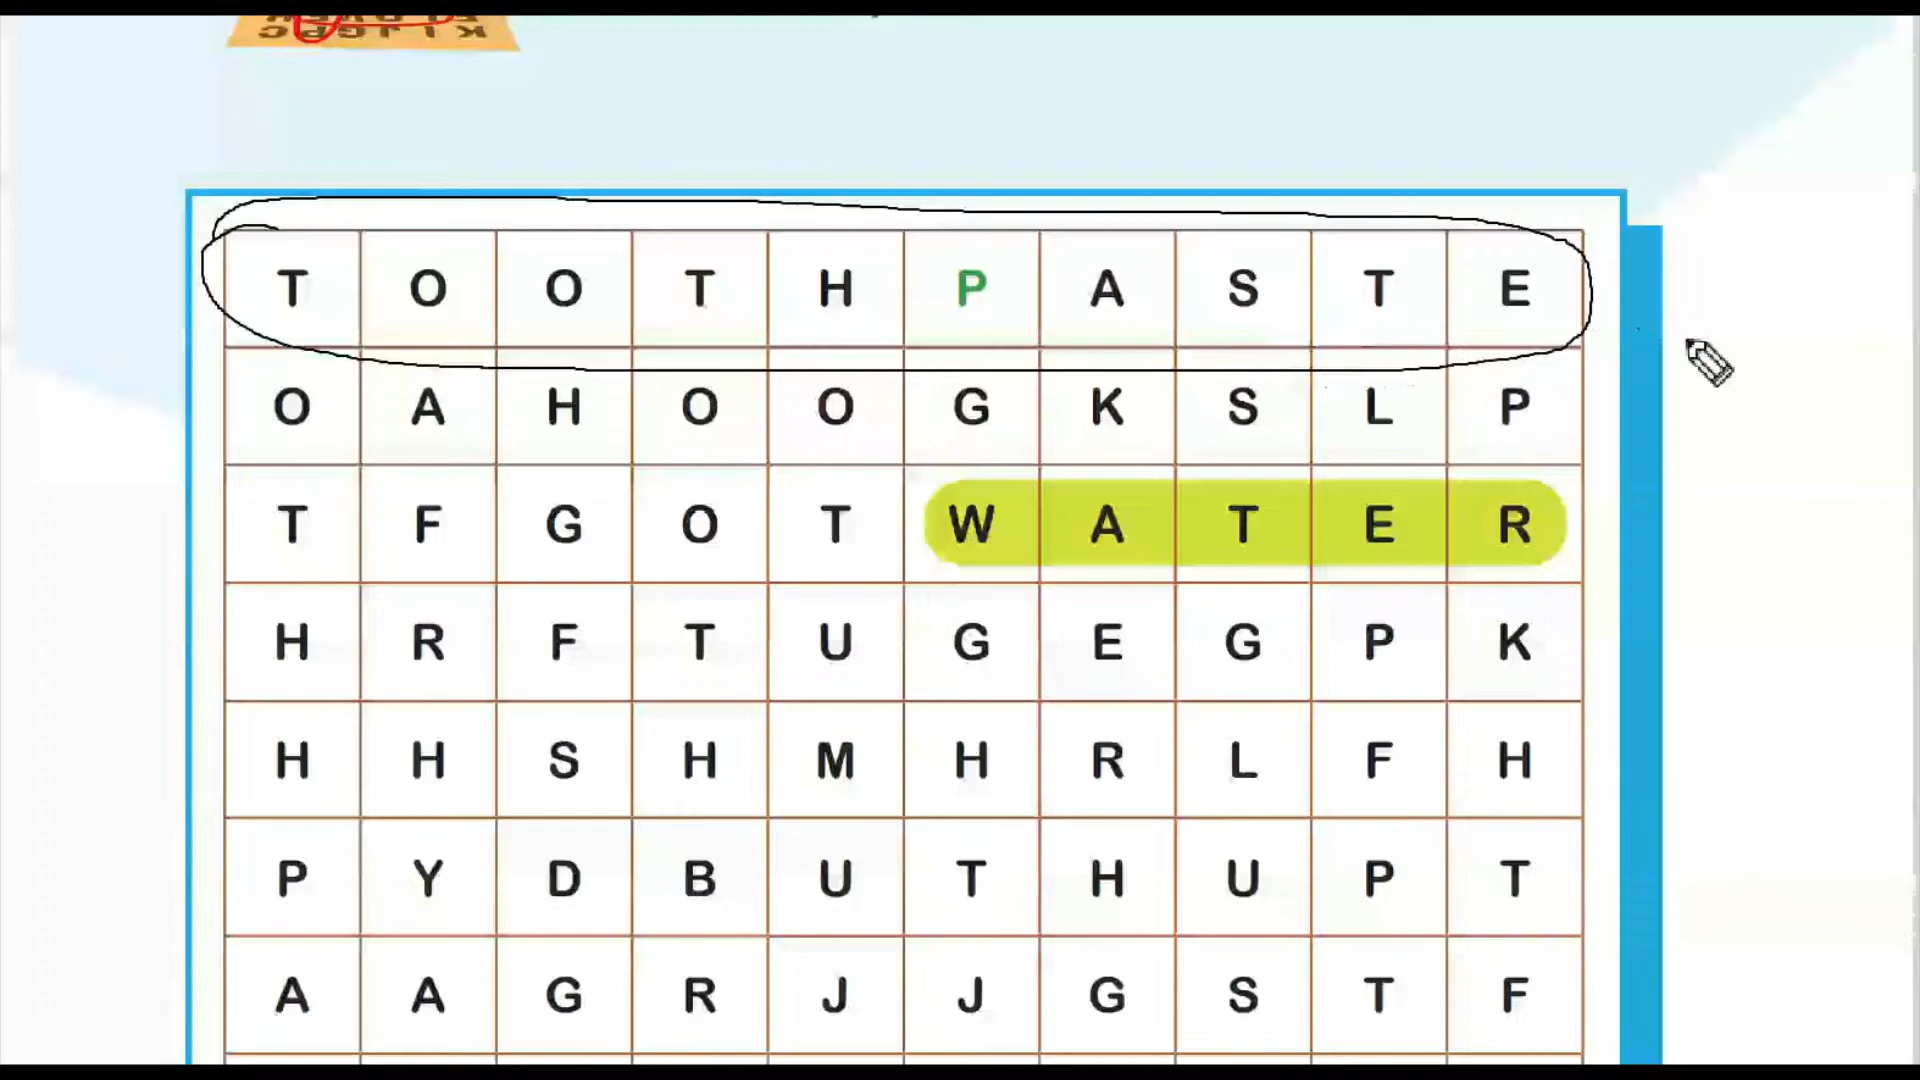 T O O T H P A S T E
O A H O O G K S L P
T F G O T W A T E R
H R F T U G E G P K
H H S H M H R L F H
P Y D B U T H U P T
A A G R J J G S T F